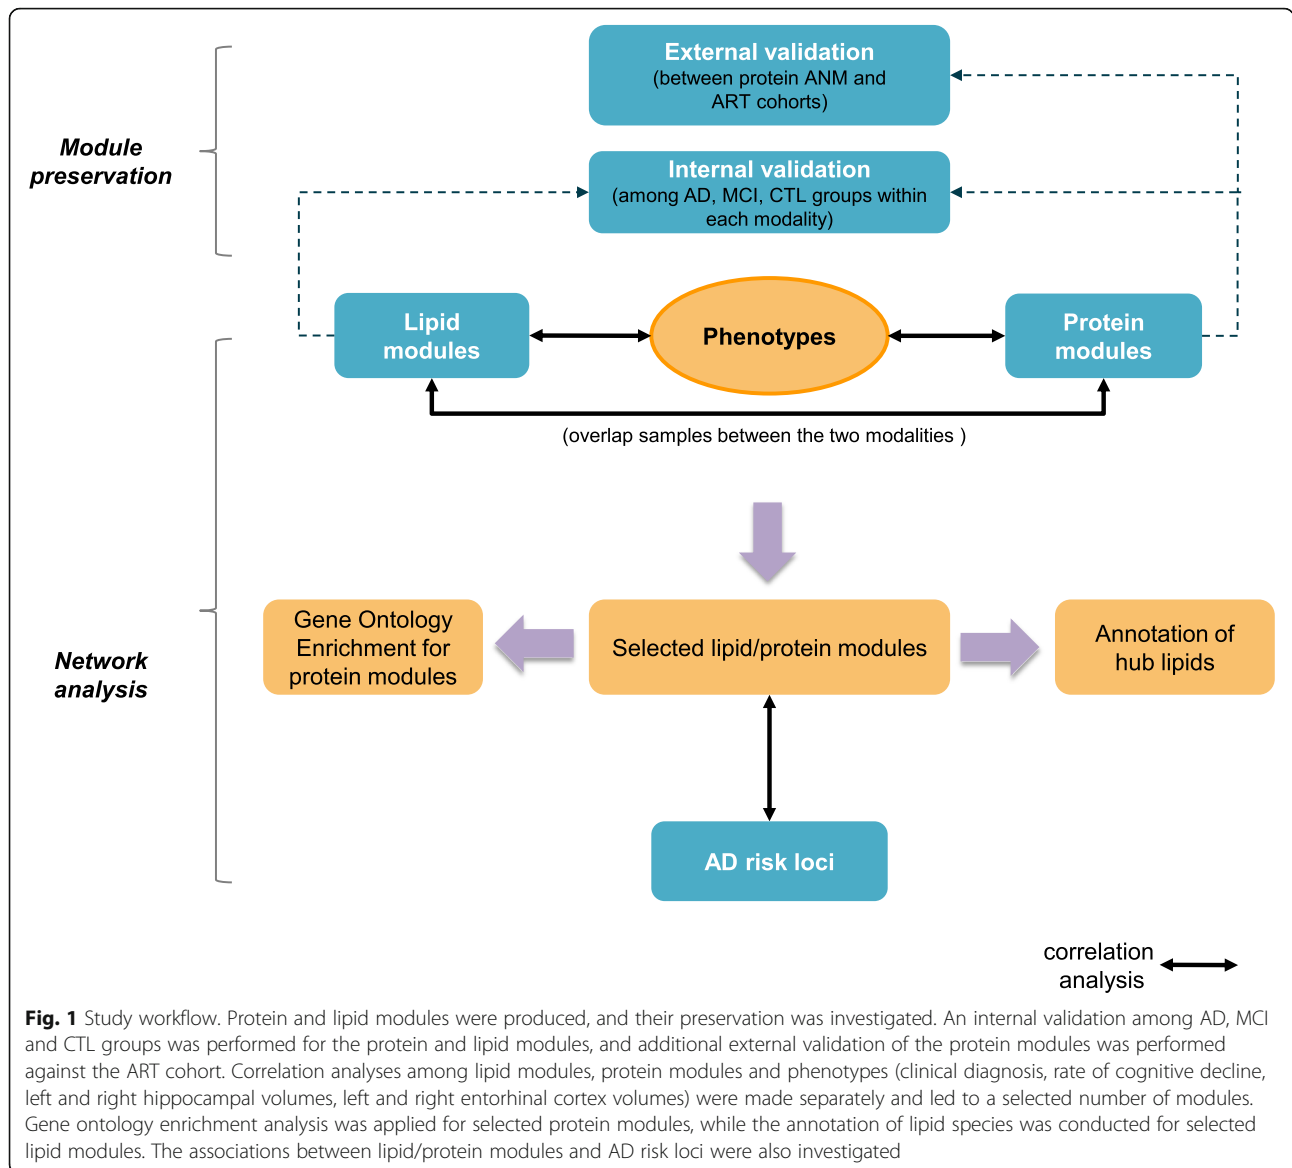 External validation
(between protein ANM and
ART cohorts)
Module
preservation
Internal validation
(among AD, MCI, CTL groups within
each modality)
Lipid
modules
Phenotypes
Protein
modules
(overlap samples between the two modalities )
Network
analysis
Gene Ontology
Enrichment for
protein modules
Selected lipid/protein modules
Annotation of
hub lipids
AD risk loci
correlation
analysis
Fig. 1 Study workflow. Protein and lipid modules were produced, and their preservation was investigated. An internal validation among AD, MCI
and CTL groups was performed for the protein and lipid modules, and additional external validation of the protein modules was performed
against the ART cohort. Correlation analyses among lipid modules, protein modules and phenotypes (clinical diagnosis, rate of cognitive decline,
left and right hippocampal volumes, left and right entorhinal cortex volumes) were made separately and led to a selected number of modules.
Gene ontology enrichment analysis was applied for selected protein modules, while the annotation of lipid species was conducted for selected
lipid modules. The associations between lipid/protein modules and AD risk loci were also investigated